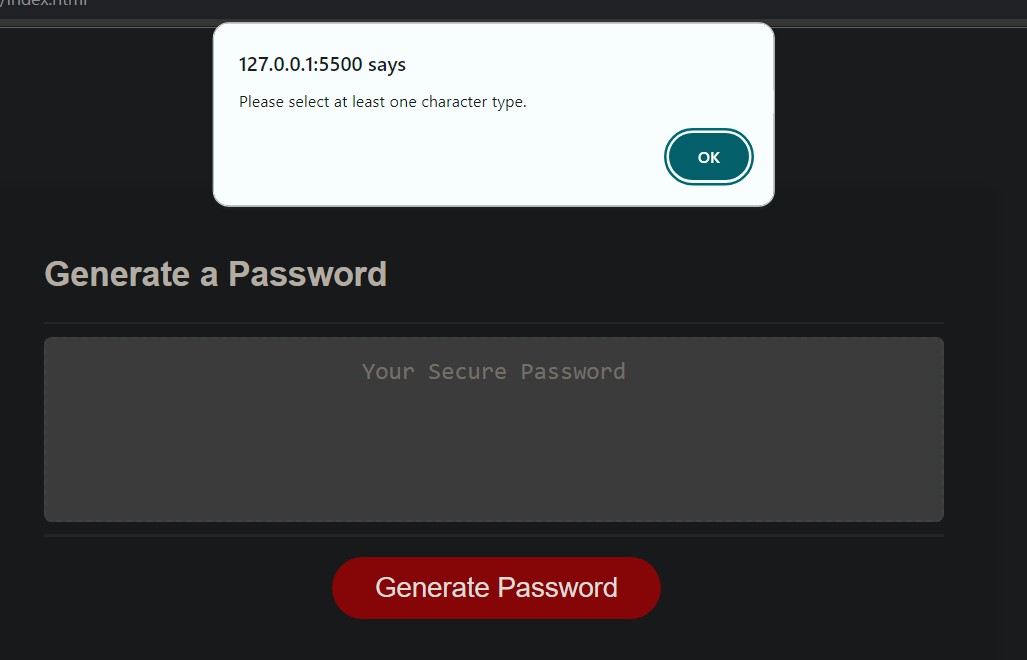 /index.html
127.0.0.1:5500 says
Please select at least one character type.
OK
Generate a Password
Your Secure Password
Generate Password